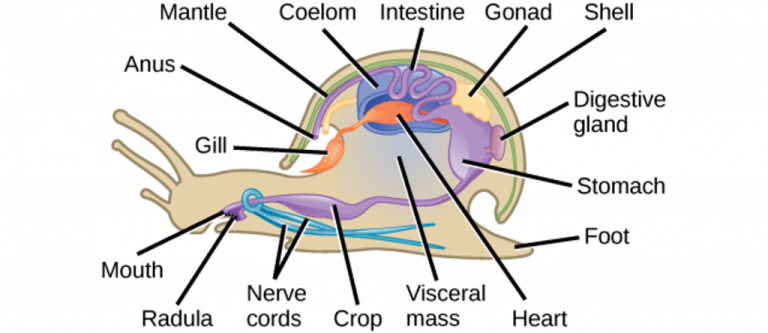 Mantle
Coelom
Intestine
Gonad
Shell
Anus
Digestive
gland
Gill
Stomach
Foot
Mouth
Radula
Nerve
cords
Crop
Visceral
mass
Heart